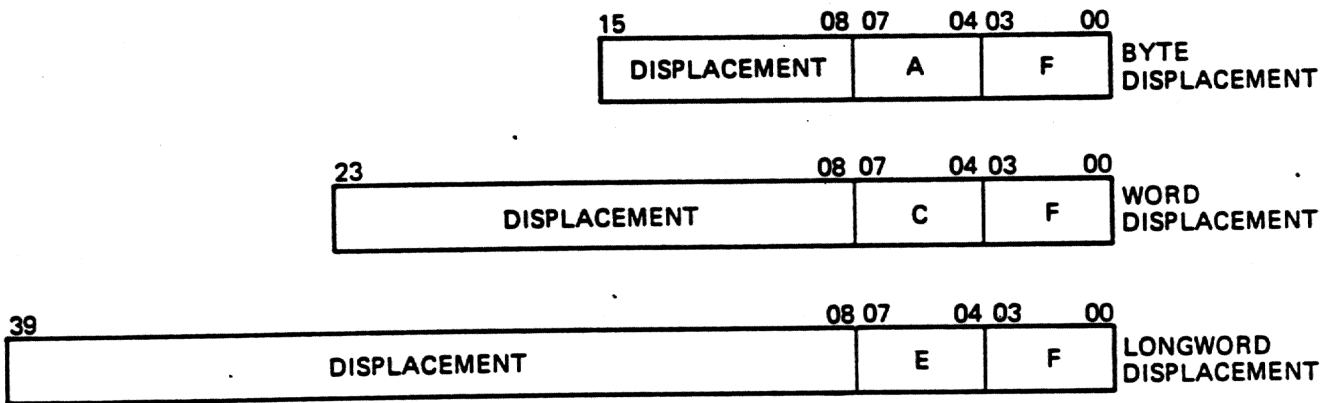 15 08 07 04 03 00
DISPLACEMENT A F BYTE
DISPLACEMENT
23 08 07 04 03 00
DISPLACEMENT C F WORD
DISPLACEMENT
39 08 07 04 03 00
DISPLACEMENT E F LONGWORD
DISPLACEMENT